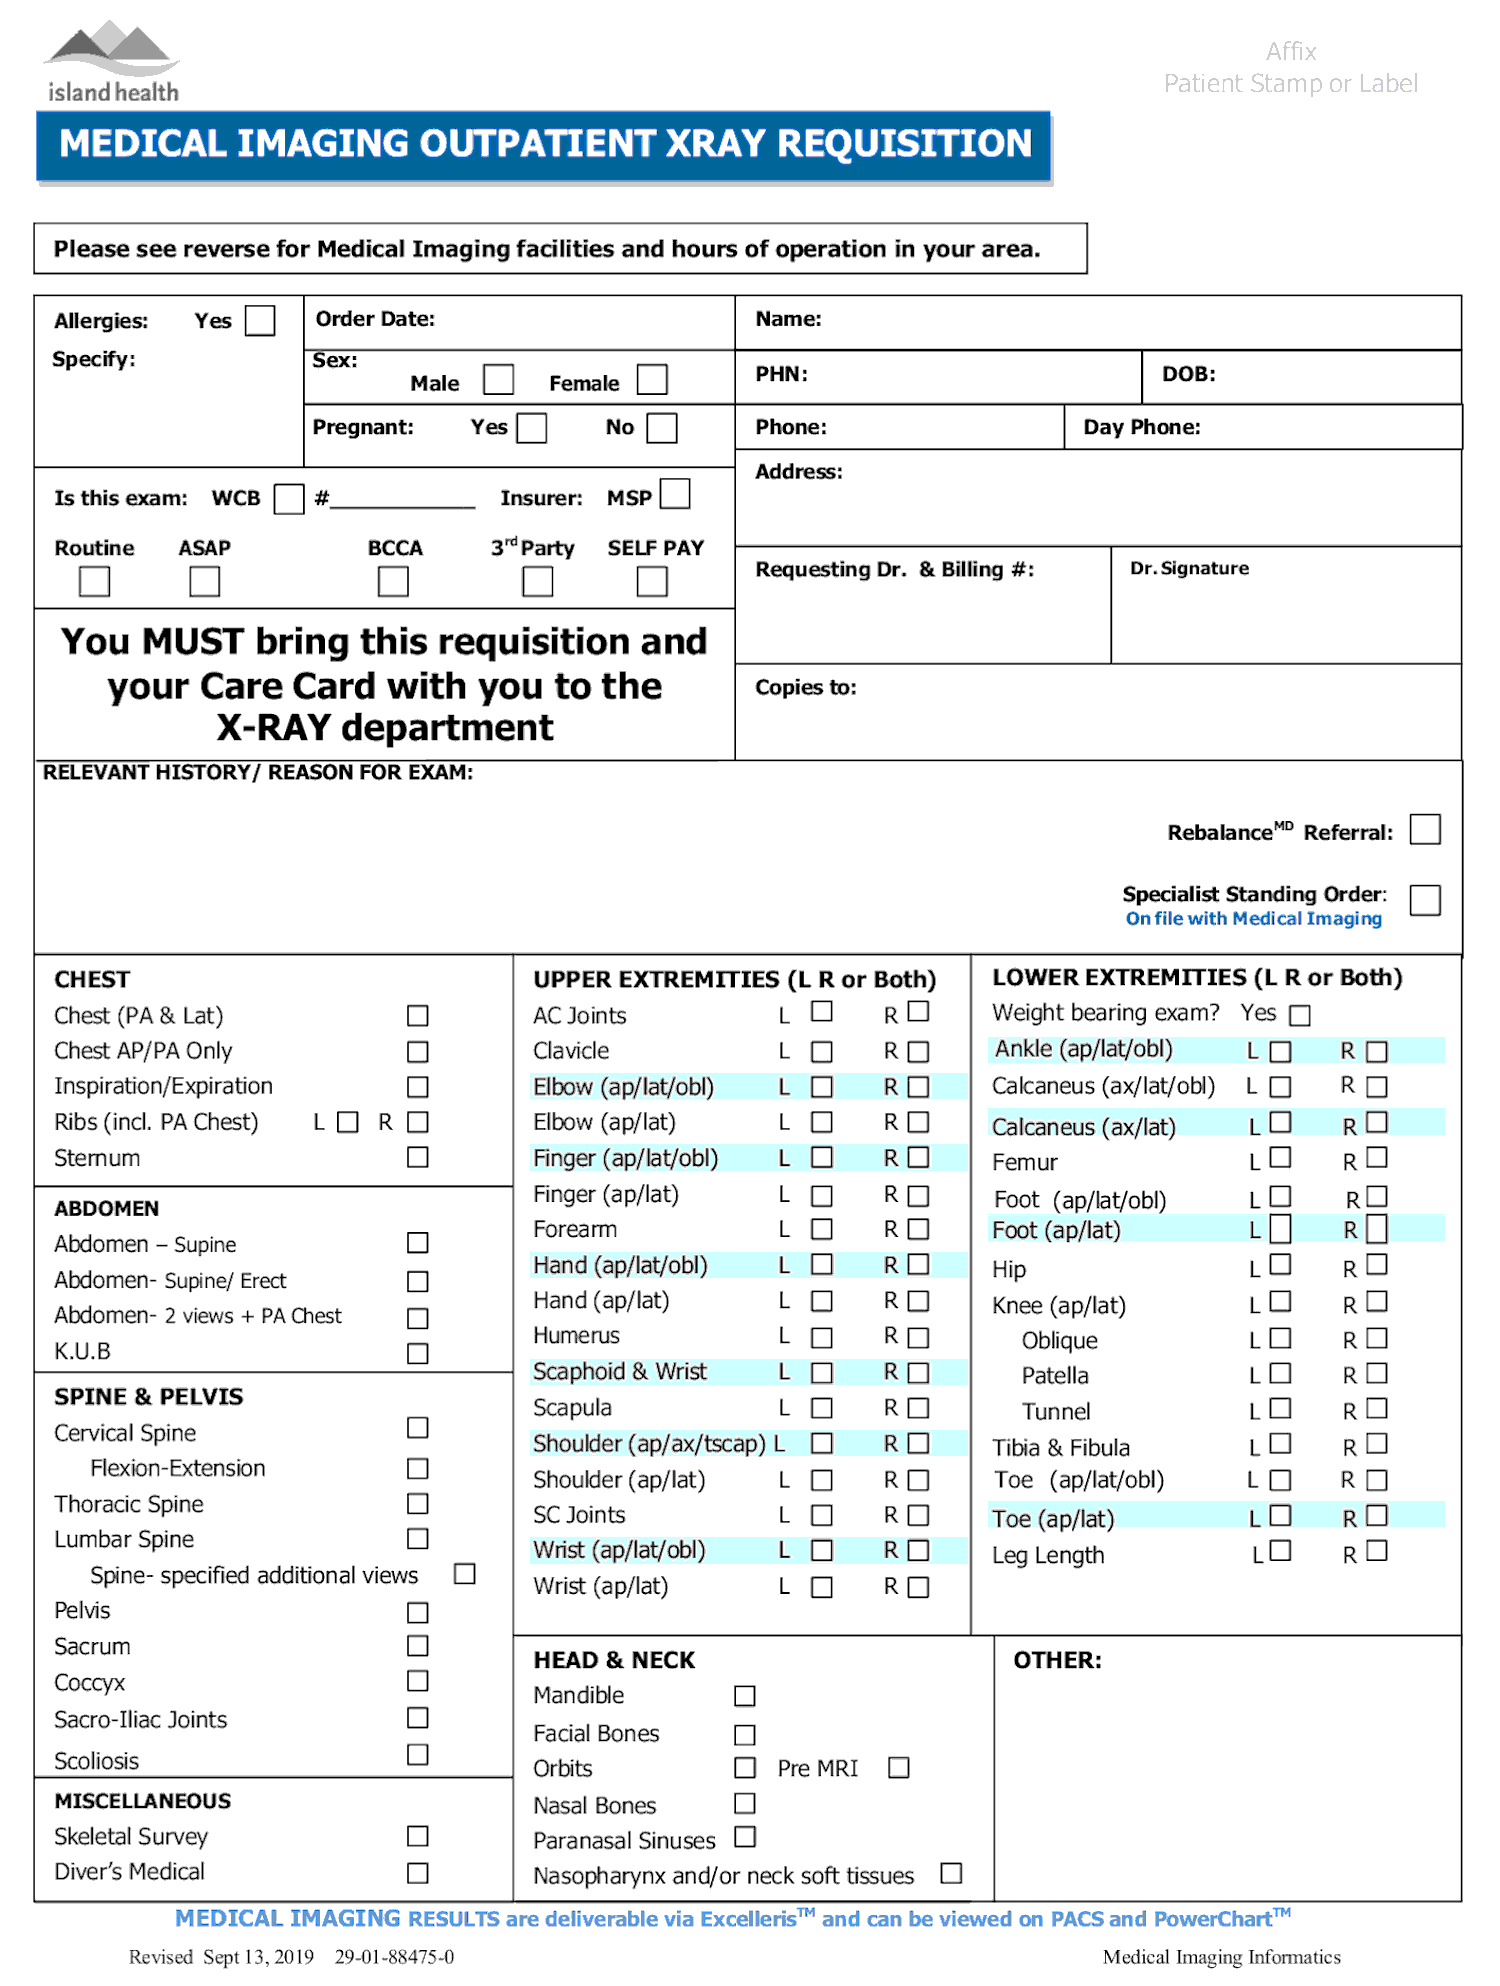 island health
Affix
Patient Stamp or Label
MEDICAL IMAGING OUTPATIENT XRAY REQUISITION
Please see reverse for Medical Imaging facilities and hours of operation in your area.
Allergies: Yes
Specify:
Order Date:
Sex:
Male Female
Pregnant: Yes No
Name:
PHN: DOB:
Phone: Day Phone:
Address:
Is this exam: WCB #____________ Insurer: MSP
Routine ASAP BCCA 3rd Party SELF PAY
Requesting Dr. & Billing #: Dr. Signature
You MUST bring this requisition and
your Care Card with you to the
X-RAY department
Copies to:
RELEVANT HISTORY/ REASON FOR EXAM:
RebalanceMD Referral:
Specialist Standing Order:
On file with Medical Imaging
CHEST
Chest (PA & Lat)
Chest AP/PA Only
Inspiration/Expiration
Ribs (incl. PA Chest) L R
Sternum
ABDOMEN
Abdomen – Supine
Abdomen- Supine/ Erect
Abdomen- 2 views + PA Chest
K.U.B
SPINE & PELVIS
Cervical Spine
Flexion-Extension
Thoracic Spine
Lumbar Spine
Spine- specified additional views
Pelvis
Sacrum
Coccyx
Sacro-Iliac Joints
Scoliosis
MISCELLANEOUS
Skeletal Survey
Diver's Medical
UPPER EXTREMITIES (L R or Both)
AC Joints L R
Clavicle L R
Elbow (ap/lat/obl) L R
Elbow (ap/lat) L R
Finger (ap/lat/obl) L R
Finger (ap/lat) L R
Forearm L R
Hand (ap/lat/obl) L R
Hand (ap/lat) L R
Humerus L R
Scaphoid & Wrist L R
Scapula L R
Shoulder (ap/ax/tscap) L R
Shoulder (ap/lat) L R
SC Joints L R
Wrist (ap/lat/obl) L R
Wrist (ap/lat) L R
LOWER EXTREMITIES (L R or Both)
Weight bearing exam? Yes
Ankle (ap/lat/obl) L R
Calcaneus (ax/lat/obl) L R
Calcaneus (ax/lat) L R
Femur L R
Foot (ap/lat/obl) L R
Foot (ap/lat) L R
Hip L R
Knee (ap/lat) L R
Oblique L R
Patella L R
Tunnel L R
Tibia & Fibula L R
Toe (ap/lat/obl) L R
Toe (ap/lat) L R
Leg Length L R
HEAD & NECK
Mandible
Facial Bones
Orbits Pre MRI
Nasal Bones
Paranasal Sinuses
Nasopharynx and/or neck soft tissues
OTHER:
MEDICAL IMAGING RESULTS are deliverable via Excelleris™ and can be viewed on PACS and PowerChart™
Revised Sept 13, 2019 29-01-88475-0
Medical Imaging Informatics